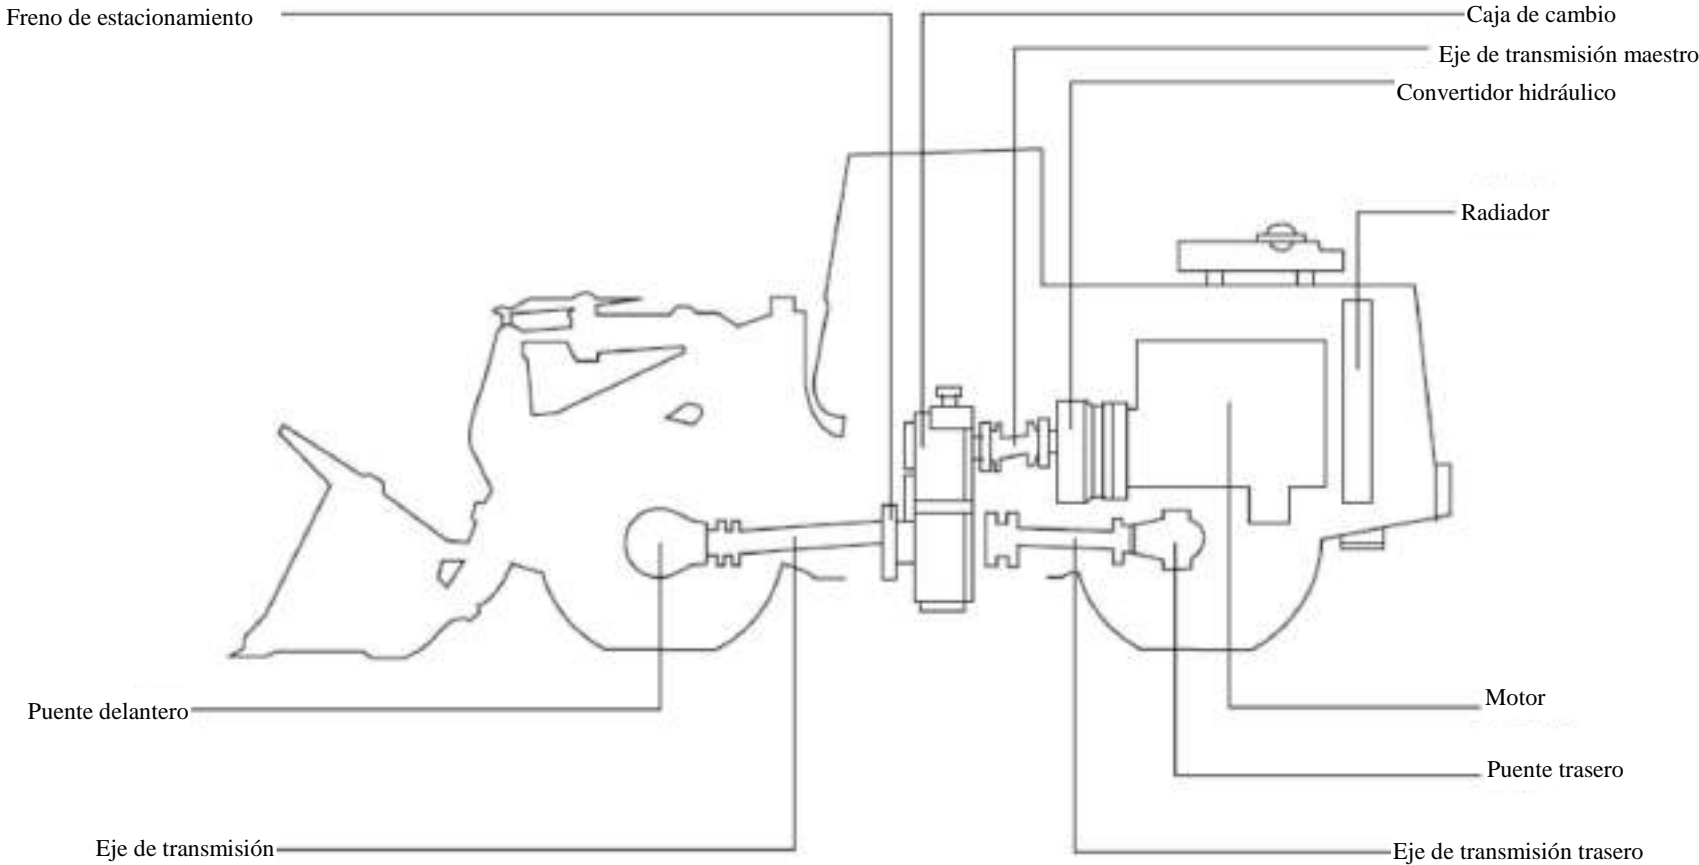 Freno de estacionamiento
Caja de cambio
Eje de transmisión maestro
Convertidor hidráulico
Radiador
Puente delantero
Motor
Puente trasero
Eje de transmisión
Eje de transmisión trasero